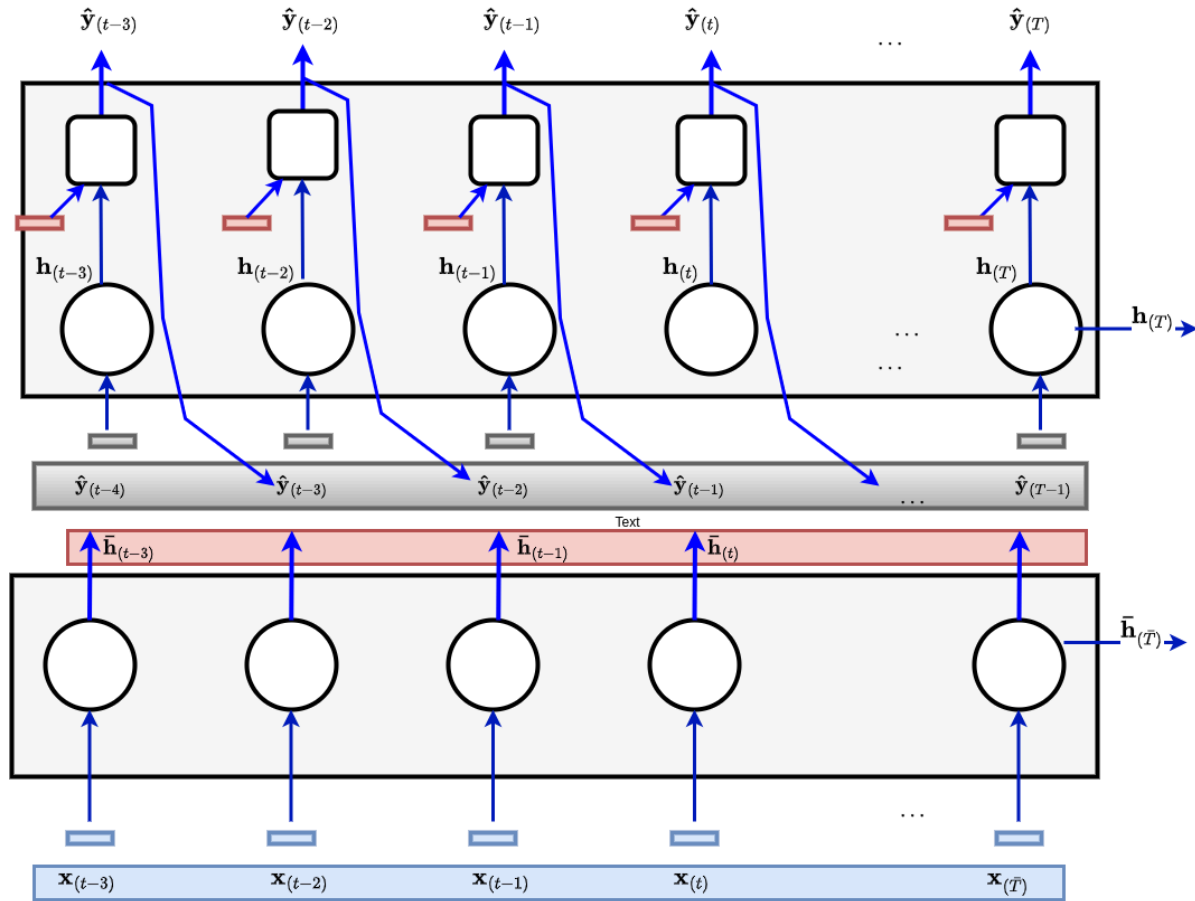 ŷ(t−3) ŷ(t−2) ŷ(t−1) ŷ(t) ... ŷ(T)
h(t−3) h(t−2) h(t−1) h(t) h(T)
h(T)
...
...
ŷ(t−4) ŷ(t−3) ŷ(t−2) ŷ(t−1) ... ŷ(T−1)
Text
h̄(t−3) h̄(t−1) h̄(t)
h̄(T̄)
...
x(t−3) x(t−2) x(t−1) x(t) x(T̄)